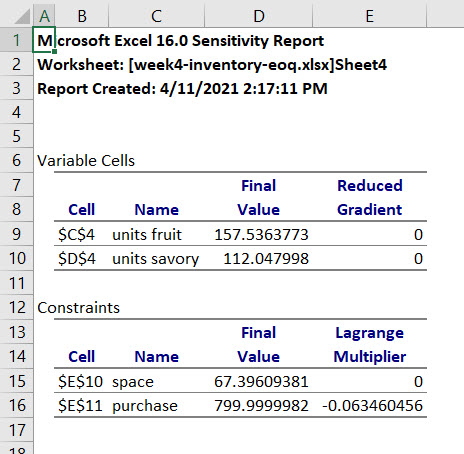 A B C D E
1 Microsoft Excel 16.0 Sensitivity Report
2 Worksheet: [week4-inventory-eoq.xlsx]Sheet4
3 Report Created: 4/11/2021 2:17:11 PM
4
5
6 Variable Cells
7 Final Reduced
8 Cell Name Value Gradient
9 $C$4 units fruit 157.5363773 0
10 $D$4 units savory 112.047998 0
11
12 Constraints
13 Final Lagrange
14 Cell Name Value Multiplier
15 $E$10 space 67.39609381 0
16 $E$11 purchase 799.9999982 -0.063460456
17
18